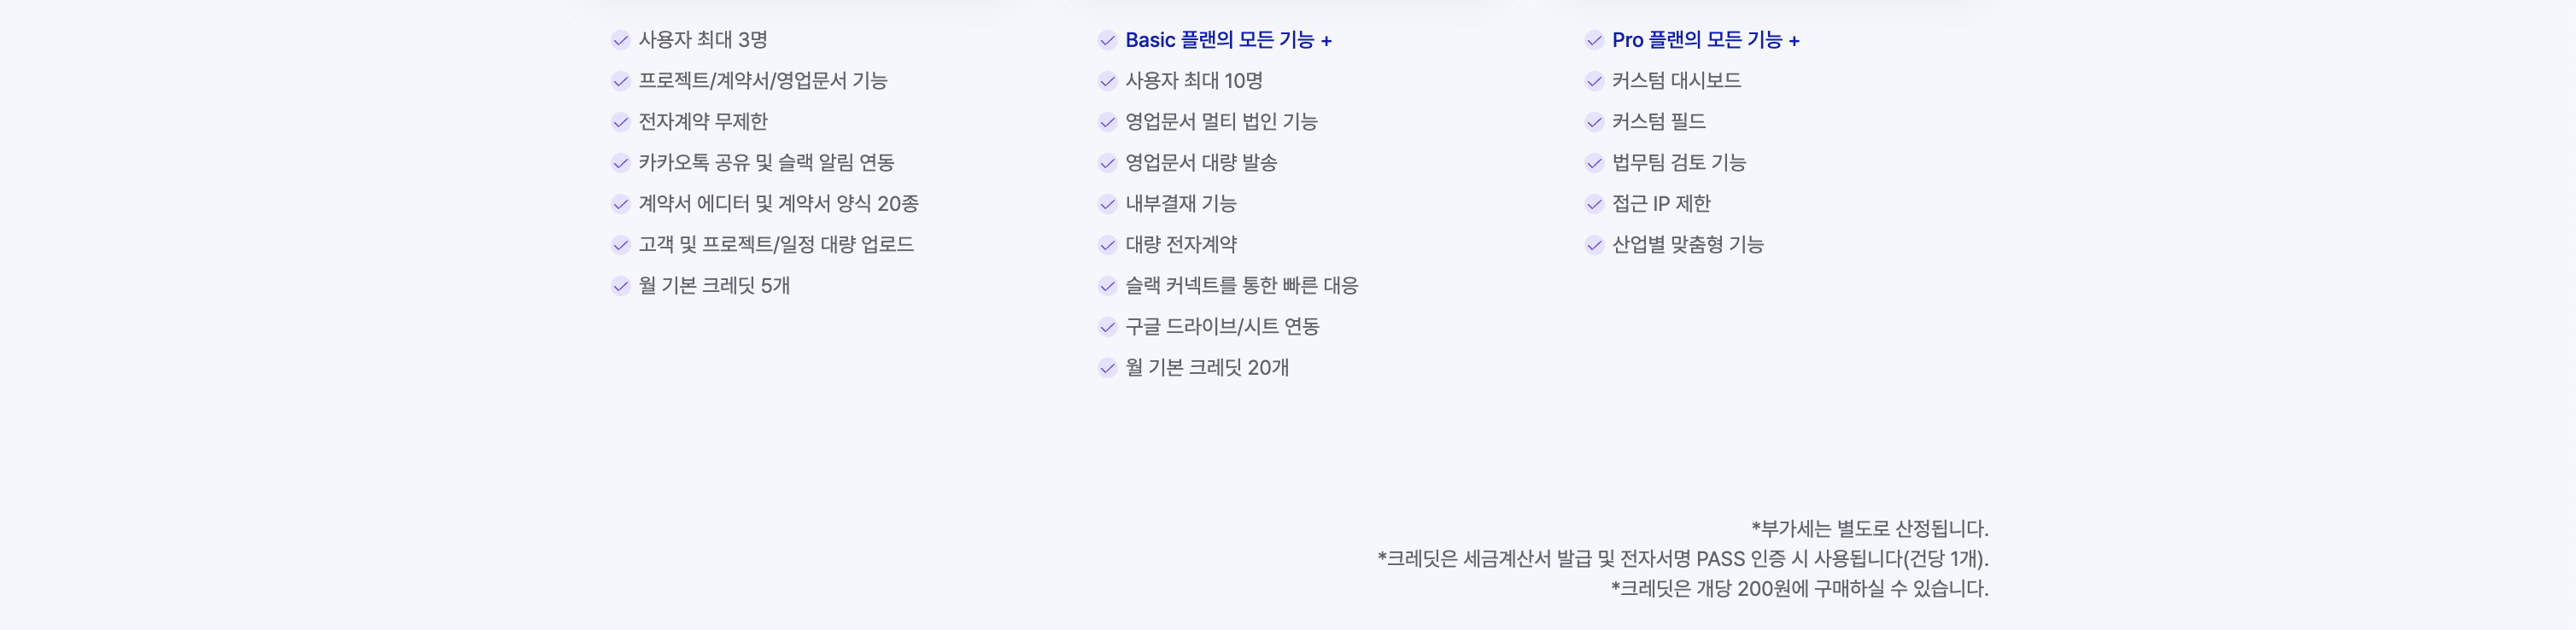 사용자 최대 3명
프로젝트/계약서/영업문서 기능
전자계약 무제한
카카오톡 공유 및 슬랙 알림 연동
계약서 에디터 및 계약서 양식 20종
고객 및 프로젝트/일정 대량 업로드
월 기본 크레딧 5개
Basic 플랜의 모든 기능 +
사용자 최대 10명
영업문서 멀티 법인 기능
영업문서 대량 발송
내부결재 기능
대량 전자계약
슬랙 커넥트를 통한 빠른 대응
구글 드라이브/시트 연동
월 기본 크레딧 20개
Pro 플랜의 모든 기능 +
커스텀 대시보드
커스텀 필드
법무팀 검토 기능
접근 IP 제한
산업별 맞춤형 기능
*부가세는 별도로 산정됩니다.
*크레딧은 세금계산서 발급 및 전자서명 PASS 인증 시 사용됩니다(건당 1개).
*크레딧은 개당 200원에 구매하실 수 있습니다.